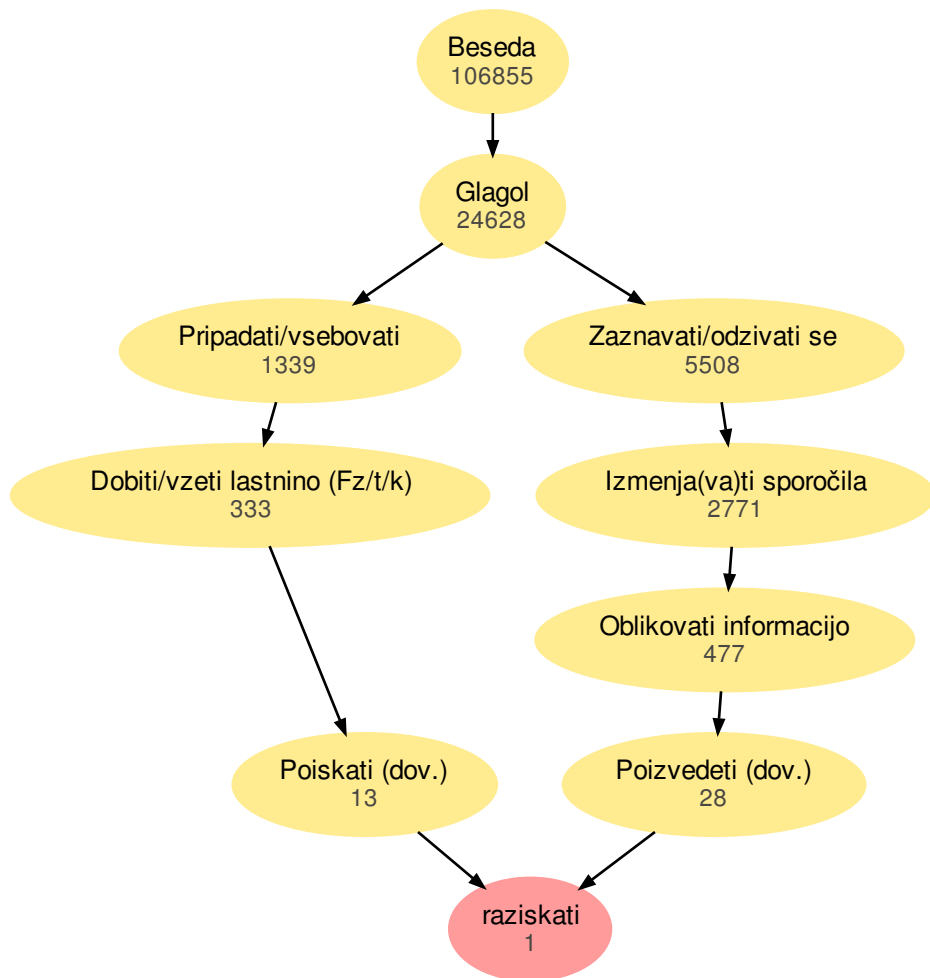 Beseda
106855
Glagol
24628
Pripadati/vsebovati
1339
Zaznavati/odzivati se
5508
Dobiti/vzeti lastnino (Fz/t/k)
333
Izmenja(va)ti sporočila
2771
Oblikovati informacijo
477
Poiskati (dov.)
13
Poizvedeti (dov.)
28
raziskati
1